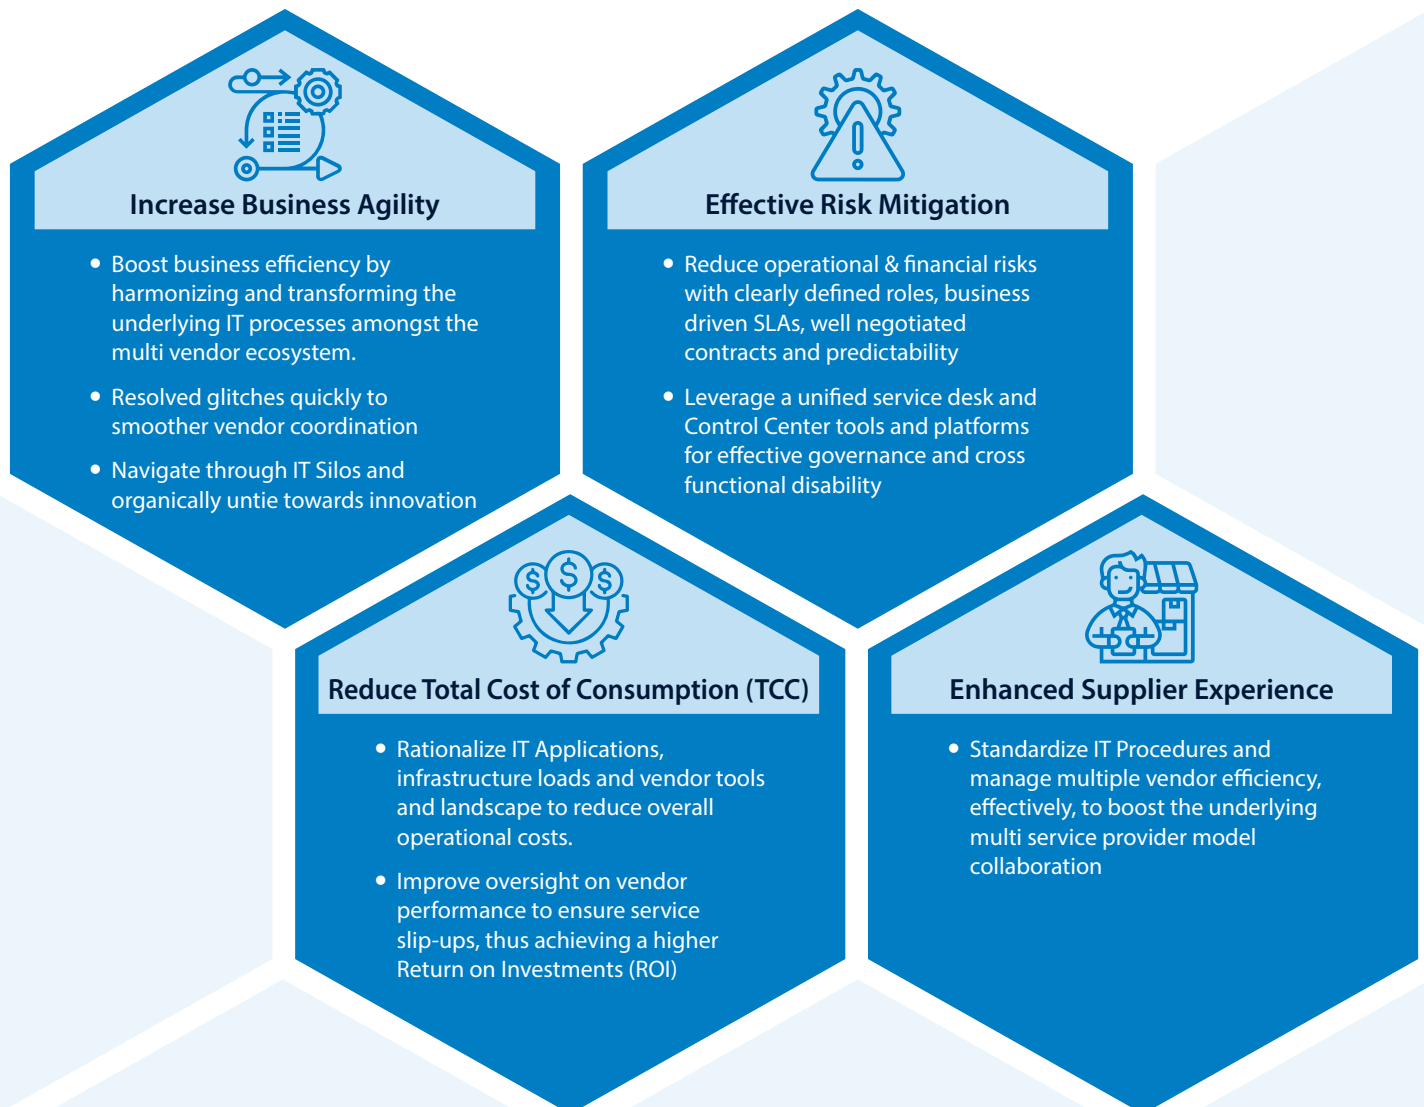 Increase Business Agility
• Boost business efficiency by
harmonizing and transforming the
underlying IT processes amongst the
multi vendor ecosystem.
• Resolved glitches quickly to
smoother vendor coordination
• Navigate through IT Silos and
organically untie towards innovation
Effective Risk Mitigation
• Reduce operational & financial risks
with clearly defined roles, business
driven SLAs, well negotiated
contracts and predictability
• Leverage a unified service desk and
Control Center tools and platforms
for effective governance and cross
functional disability
$ $ $
Reduce Total Cost of Consumption (TCC)
• Rationalize IT Applications,
infrastructure loads and vendor tools
and landscape to reduce overall
operational costs.
• Improve oversight on vendor
performance to ensure service
slip-ups, thus achieving a higher
Return on Investments (ROI)
Enhanced Supplier Experience
• Standardize IT Procedures and
manage multiple vendor efficiency,
effectively, to boost the underlying
multi service provider model
collaboration